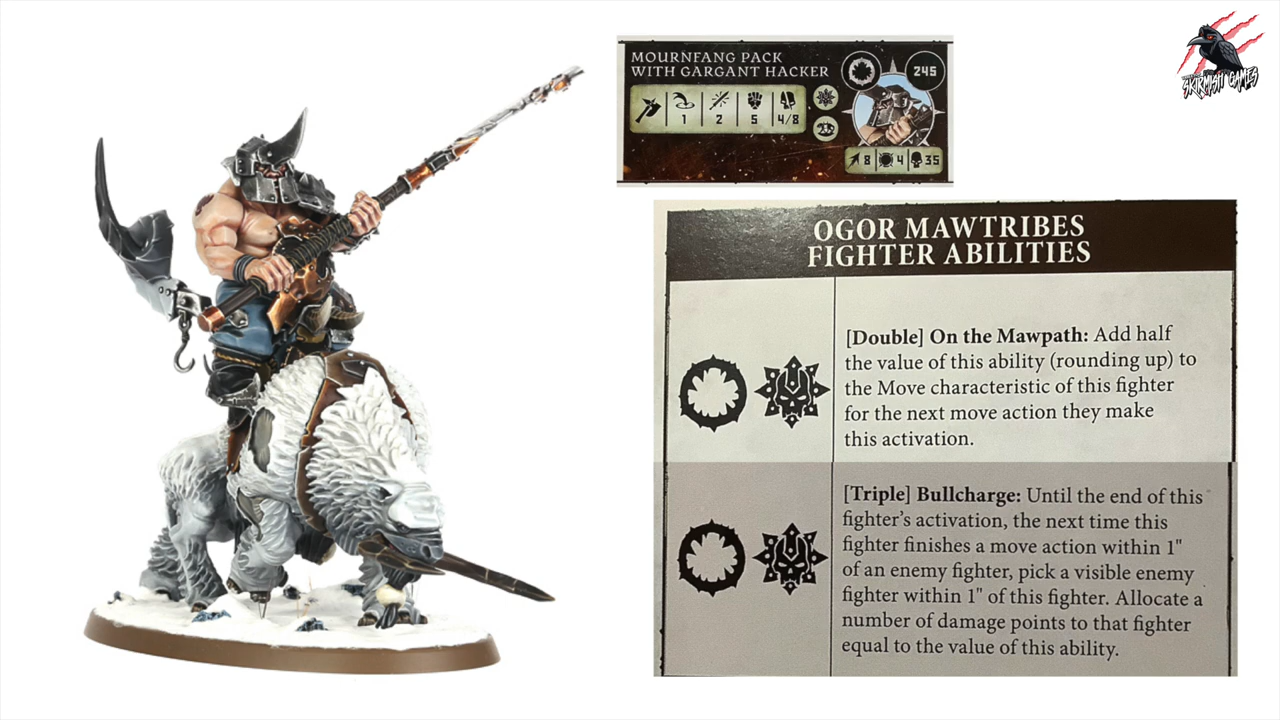 MOURNFANG PACK
WITH GARGANT HACKER
245
1 2 5 4/8
8 4 35
SKIRMISH GAMES
OGOR MAWTRIBES
FIGHTER ABILITIES
[Double] On the Mawpath: Add half
the value of this ability (rounding up) to
the Move characteristic of this fighter
for the next move action they make
this activation.
[Triple] Bullcharge: Until the end of this
fighter's activation, the next time this
fighter finishes a move action within 1"
of an enemy fighter, pick a visible enemy
fighter within 1" of this fighter. Allocate a
number of damage points to that fighter
equal to the value of this ability.